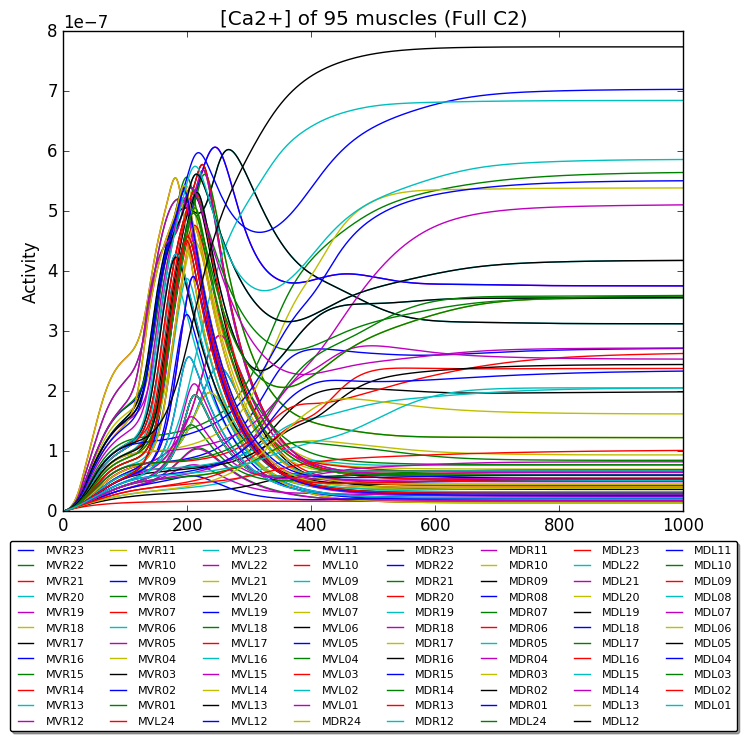 [Ca2+] of 95 muscles (Full C2)
1e−7
8
7
6
5
4
3
2
1
0
Activity
0 200 400 600 800 1000
MVR23 MVR11 MVL23 MVL11 MDR23 MDR11 MDL23 MDL11
MVR22 MVR10 MVL22 MVL10 MDR22 MDR10 MDL22 MDL10
MVR21 MVR09 MVL21 MVL09 MDR21 MDR09 MDL21 MDL09
MVR20 MVR08 MVL20 MVL08 MDR20 MDR08 MDL20 MDL08
MVR19 MVR07 MVL19 MVL07 MDR19 MDR07 MDL19 MDL07
MVR18 MVR06 MVL18 MVL06 MDR18 MDR06 MDL18 MDL06
MVR17 MVR05 MVL17 MVL05 MDR17 MDR05 MDL17 MDL05
MVR16 MVR04 MVL16 MVL04 MDR16 MDR04 MDL16 MDL04
MVR15 MVR03 MVL15 MVL03 MDR15 MDR03 MDL15 MDL03
MVR14 MVR02 MVL14 MVL02 MDR14 MDR02 MDL14 MDL02
MVR13 MVR01 MVL13 MVL01 MDR13 MDR01 MDL13 MDL01
MVR12 MVL24 MVL12 MDR24 MDR12 MDL24 MDL12